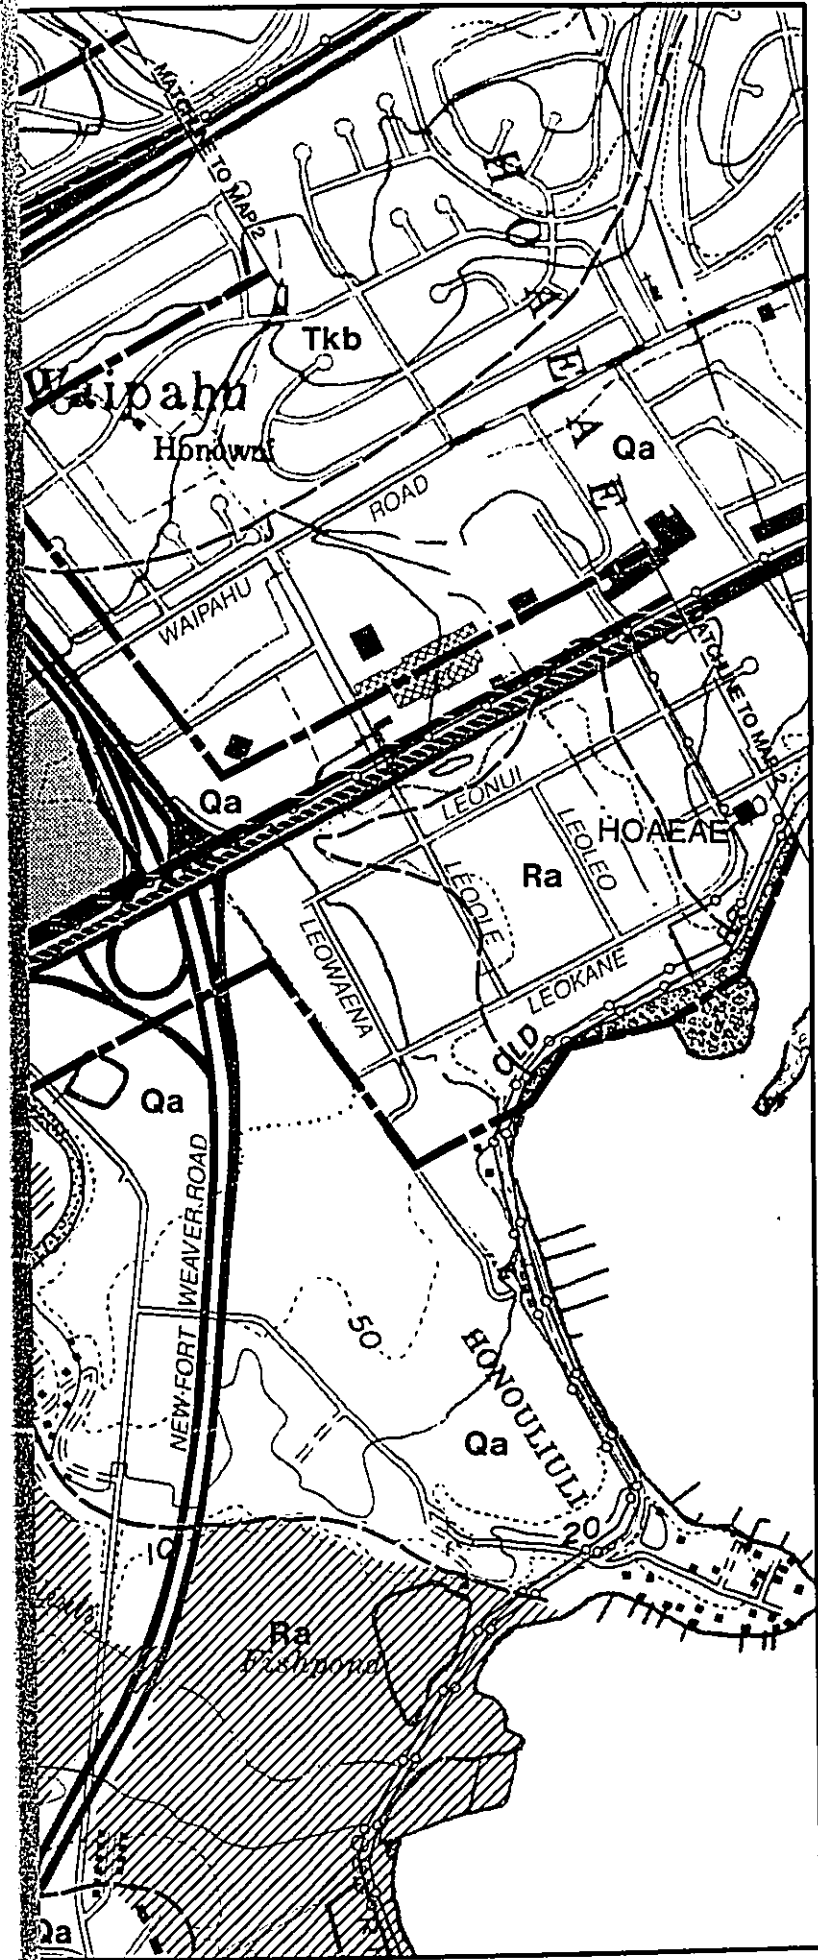 MATCHLINE TO MAP 2
HOAEAE
Tkb
Waipahu
Qa
ROAD
WAIPAHU
MATCHLINE TO MAP 2
Qa
LEONUI
LEOLEO
HOAEAE
Ra
LEOOLE
LEOWAENA
LEOKANE
OLD
Qa
NEW FORT WEAVER ROAD
50
HONOULIULI
Qa
20
10
Ra
Fishpond
Qa